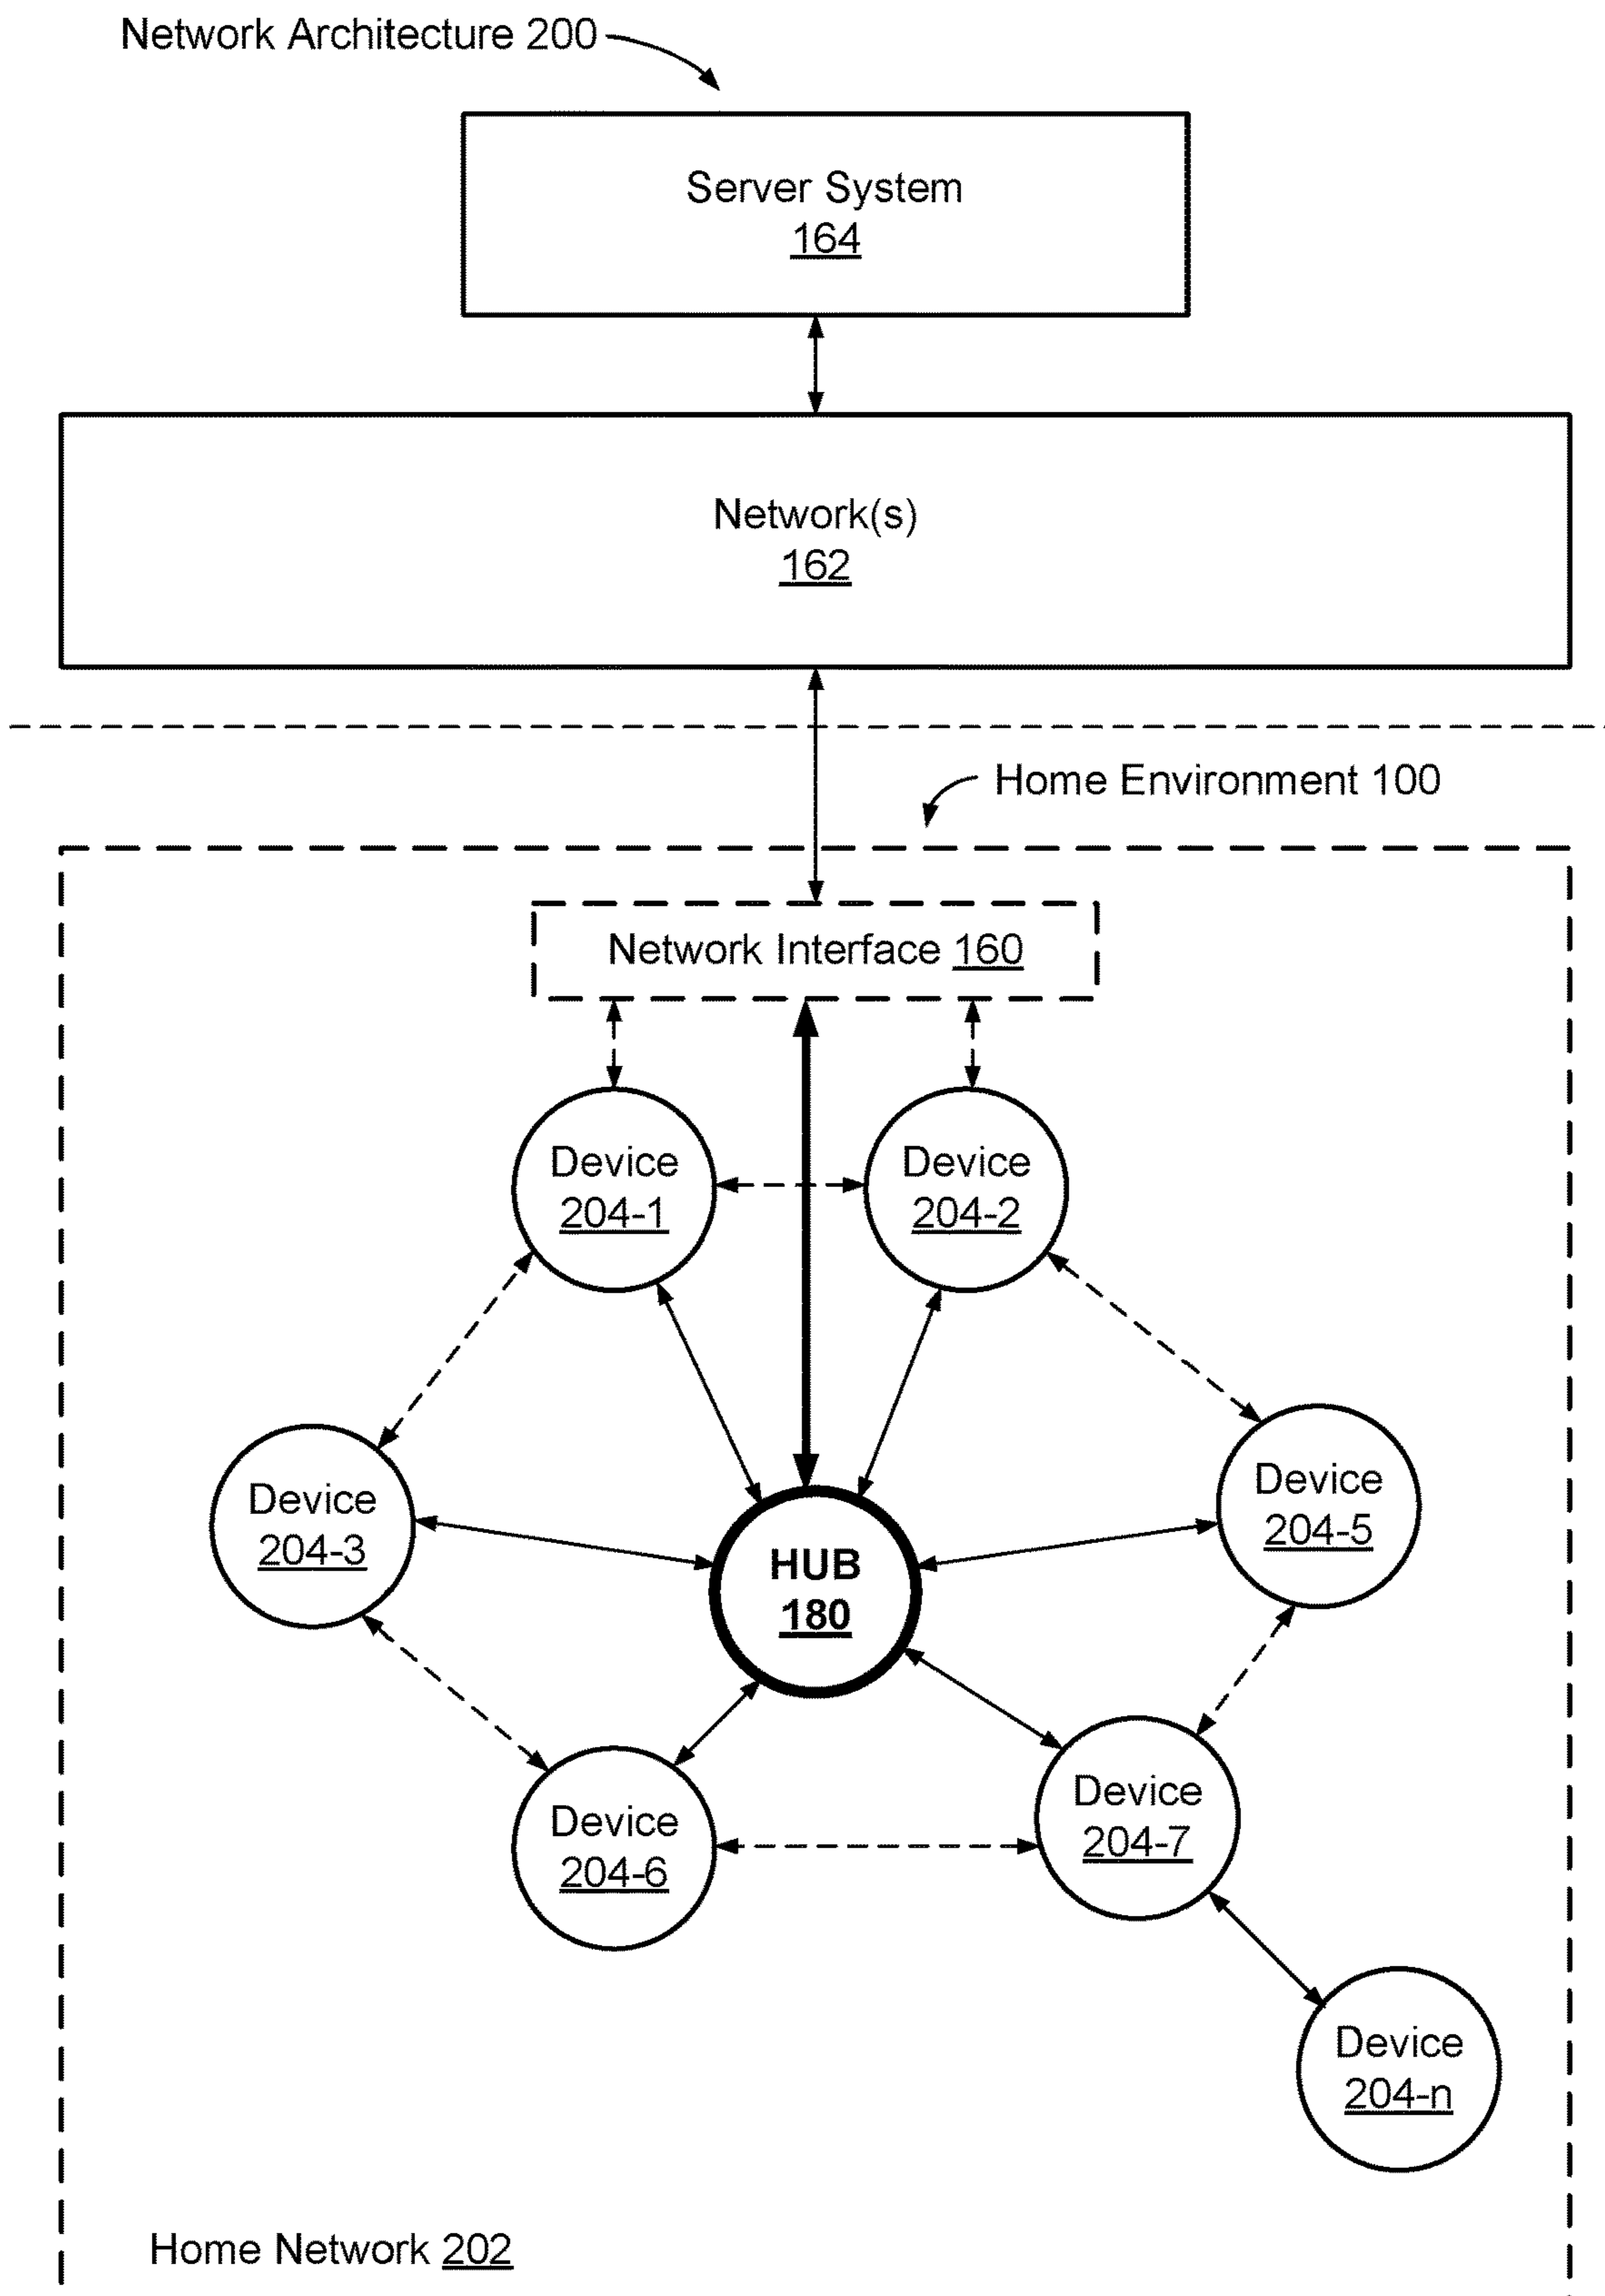 Network Architecture 200
Server System
164
Network(s)
162
Home Environment 100
Network Interface 160
Device
204-1
Device
204-2
Device
204-3
Device
204-5
HUB
180
Device
204-6
Device
204-7
Device
204-n
Home Network 202